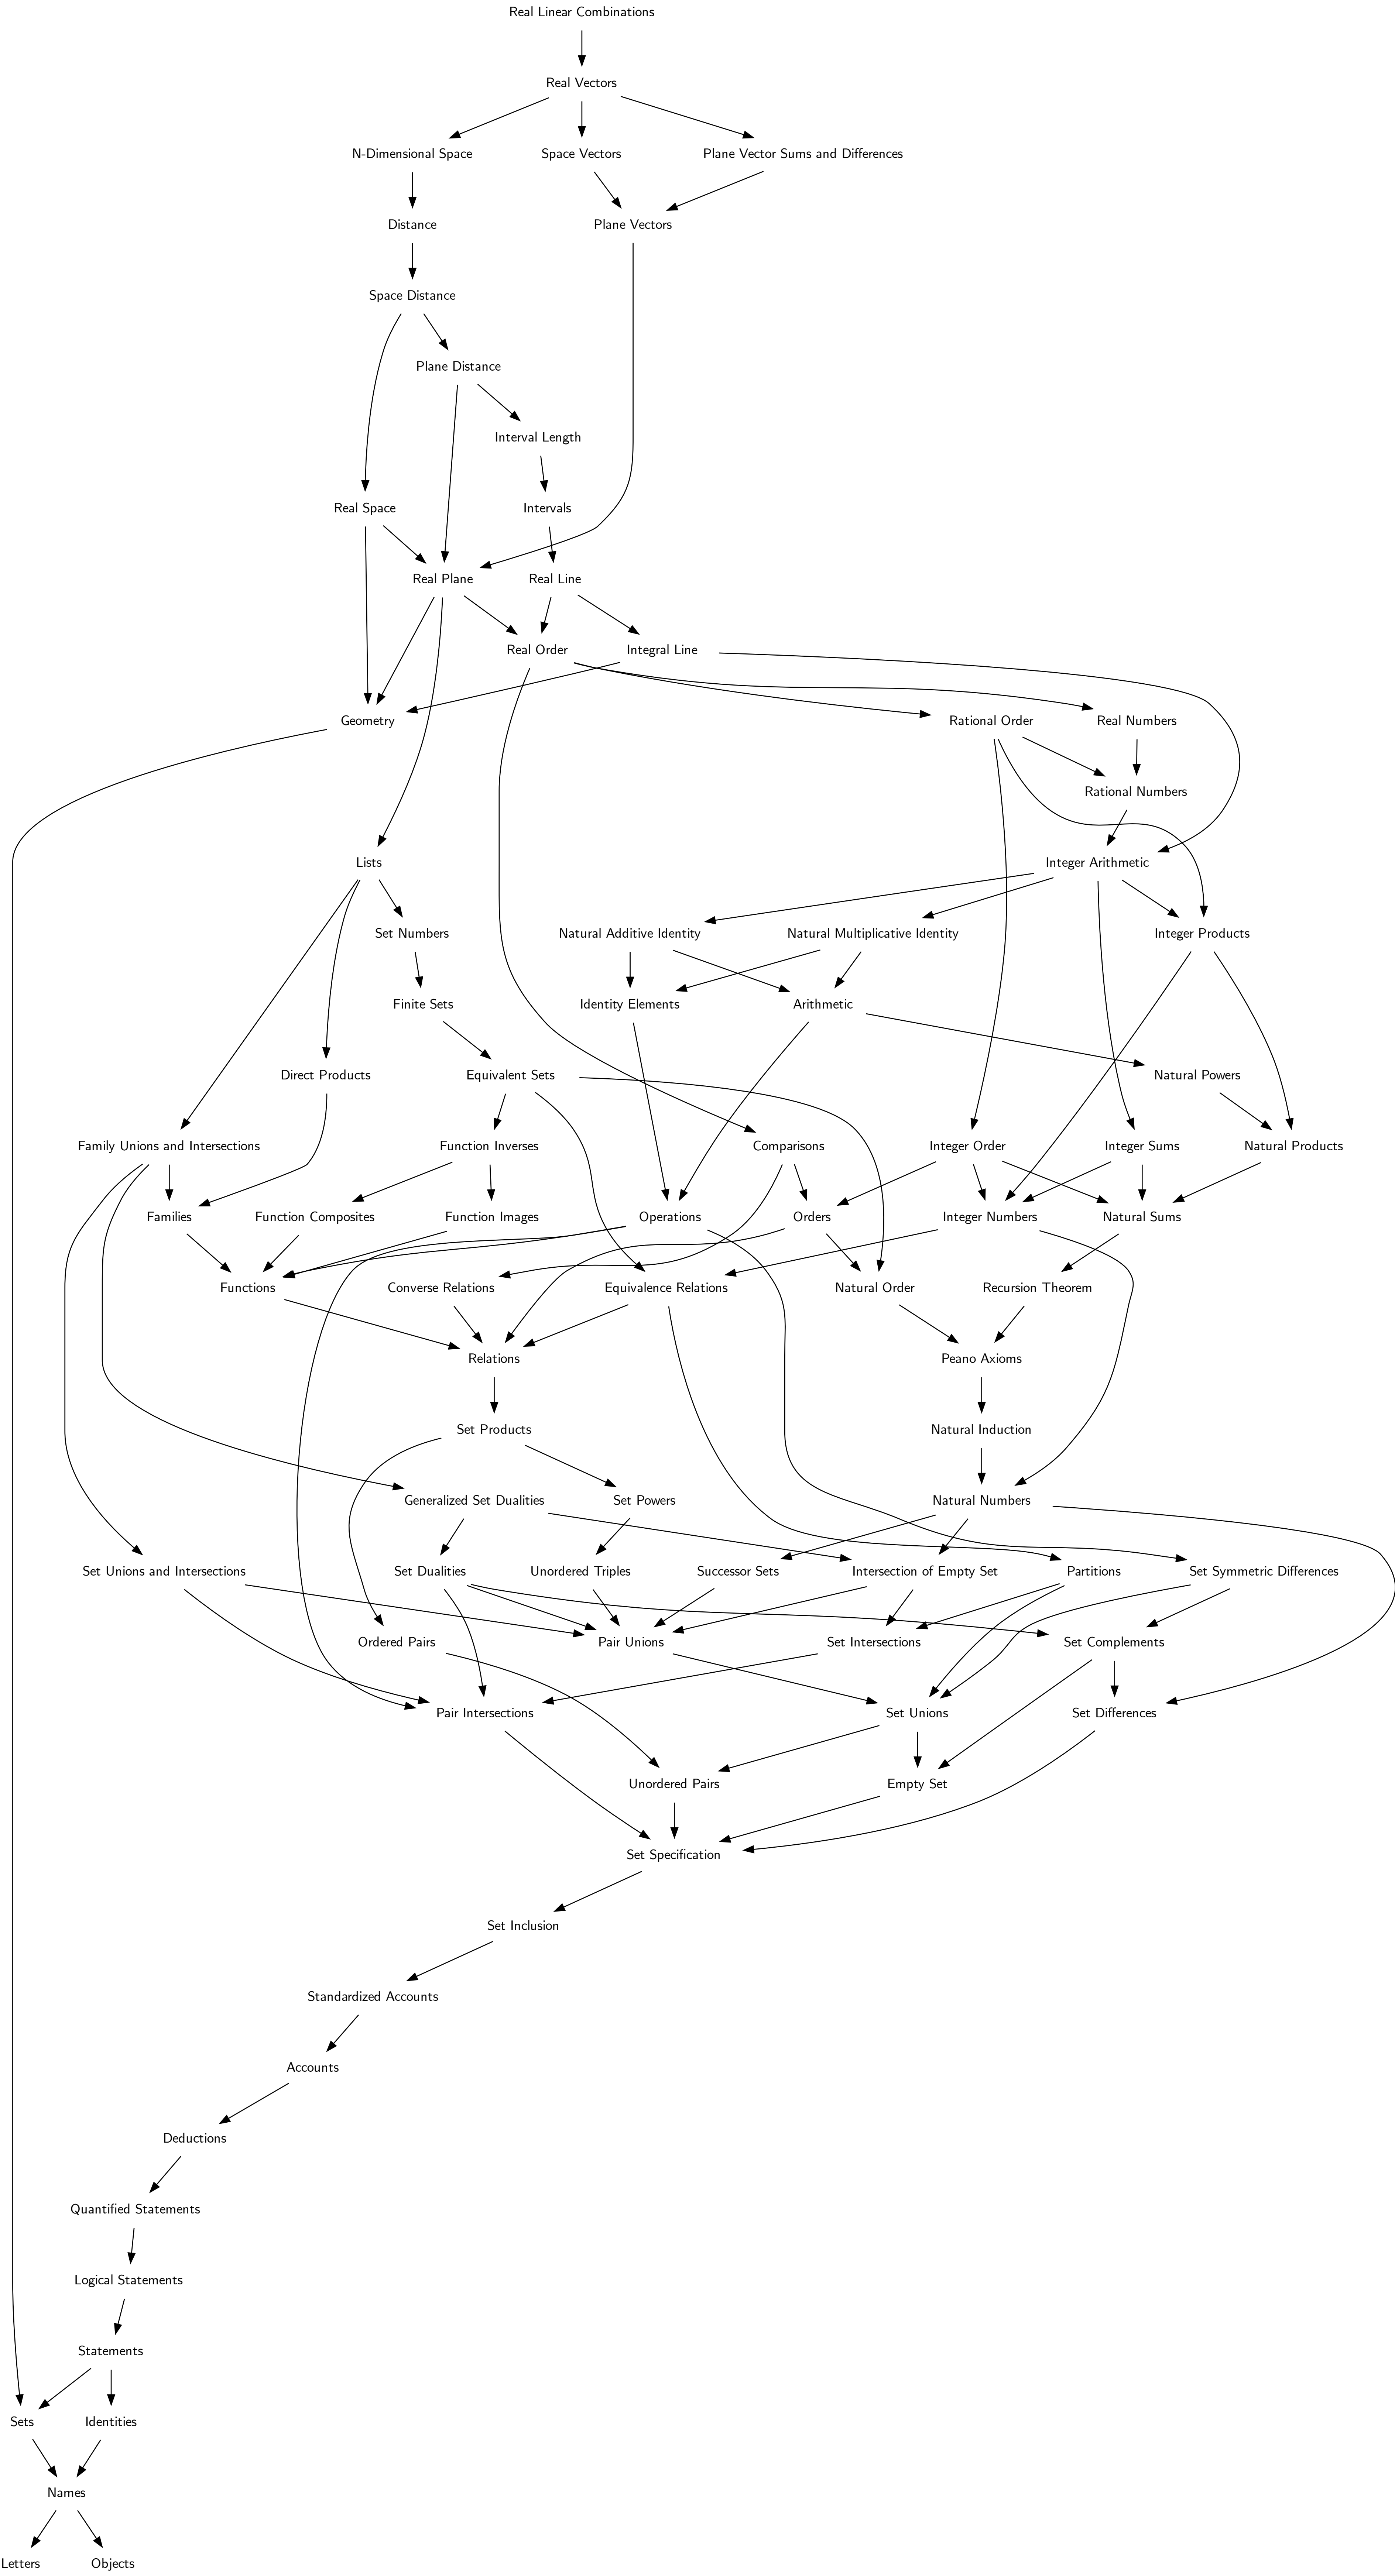 Real Linear Combinations
Real Vectors
N-Dimensional Space
Space Vectors
Plane Vector Sums and Differences
Distance
Plane Vectors
Space Distance
Plane Distance
Interval Length
Real Space
Intervals
Real Plane
Real Line
Real Order
Integral Line
Geometry
Rational Order
Real Numbers
Rational Numbers
Lists
Integer Arithmetic
Set Numbers
Natural Additive Identity
Natural Multiplicative Identity
Integer Products
Finite Sets
Identity Elements
Arithmetic
Direct Products
Equivalent Sets
Natural Powers
Family Unions and Intersections
Function Inverses
Comparisons
Integer Order
Integer Sums
Natural Products
Families
Function Composites
Function Images
Operations
Orders
Integer Numbers
Natural Sums
Functions
Converse Relations
Equivalence Relations
Natural Order
Recursion Theorem
Relations
Peano Axioms
Set Products
Natural Induction
Generalized Set Dualities
Set Powers
Natural Numbers
Set Unions and Intersections
Set Dualities
Unordered Triples
Successor Sets
Intersection of Empty Set
Partitions
Set Symmetric Differences
Ordered Pairs
Pair Unions
Set Intersections
Set Complements
Pair Intersections
Set Unions
Set Differences
Unordered Pairs
Empty Set
Set Specification
Set Inclusion
Standardized Accounts
Accounts
Deductions
Quantified Statements
Logical Statements
Statements
Sets
Identities
Names
Letters
Objects